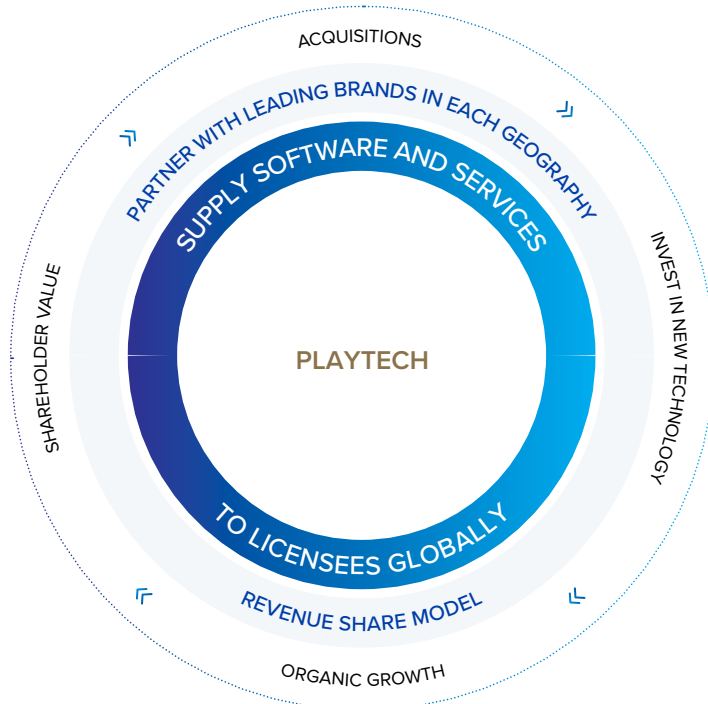 ACQUISITIONS
PARTNER WITH LEADING BRANDS IN EACH GEOGRAPHY
SUPPLY SOFTWARE AND SERVICES
SHAREHOLDER VALUE
INVEST IN NEW TECHNOLOGY
PLAYTECH
TO LICENSEES GLOBALLY
REVENUE SHARE MODEL
ORGANIC GROWTH